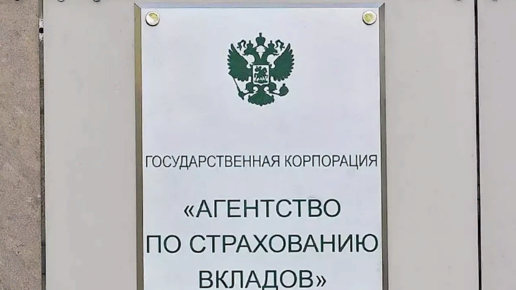 ГОСУДАРСТВЕННАЯ КОРПОРАЦИЯ
«АГЕНТСТВО
ПО СТРАХОВАНИЮ
ВКЛАДОВ»